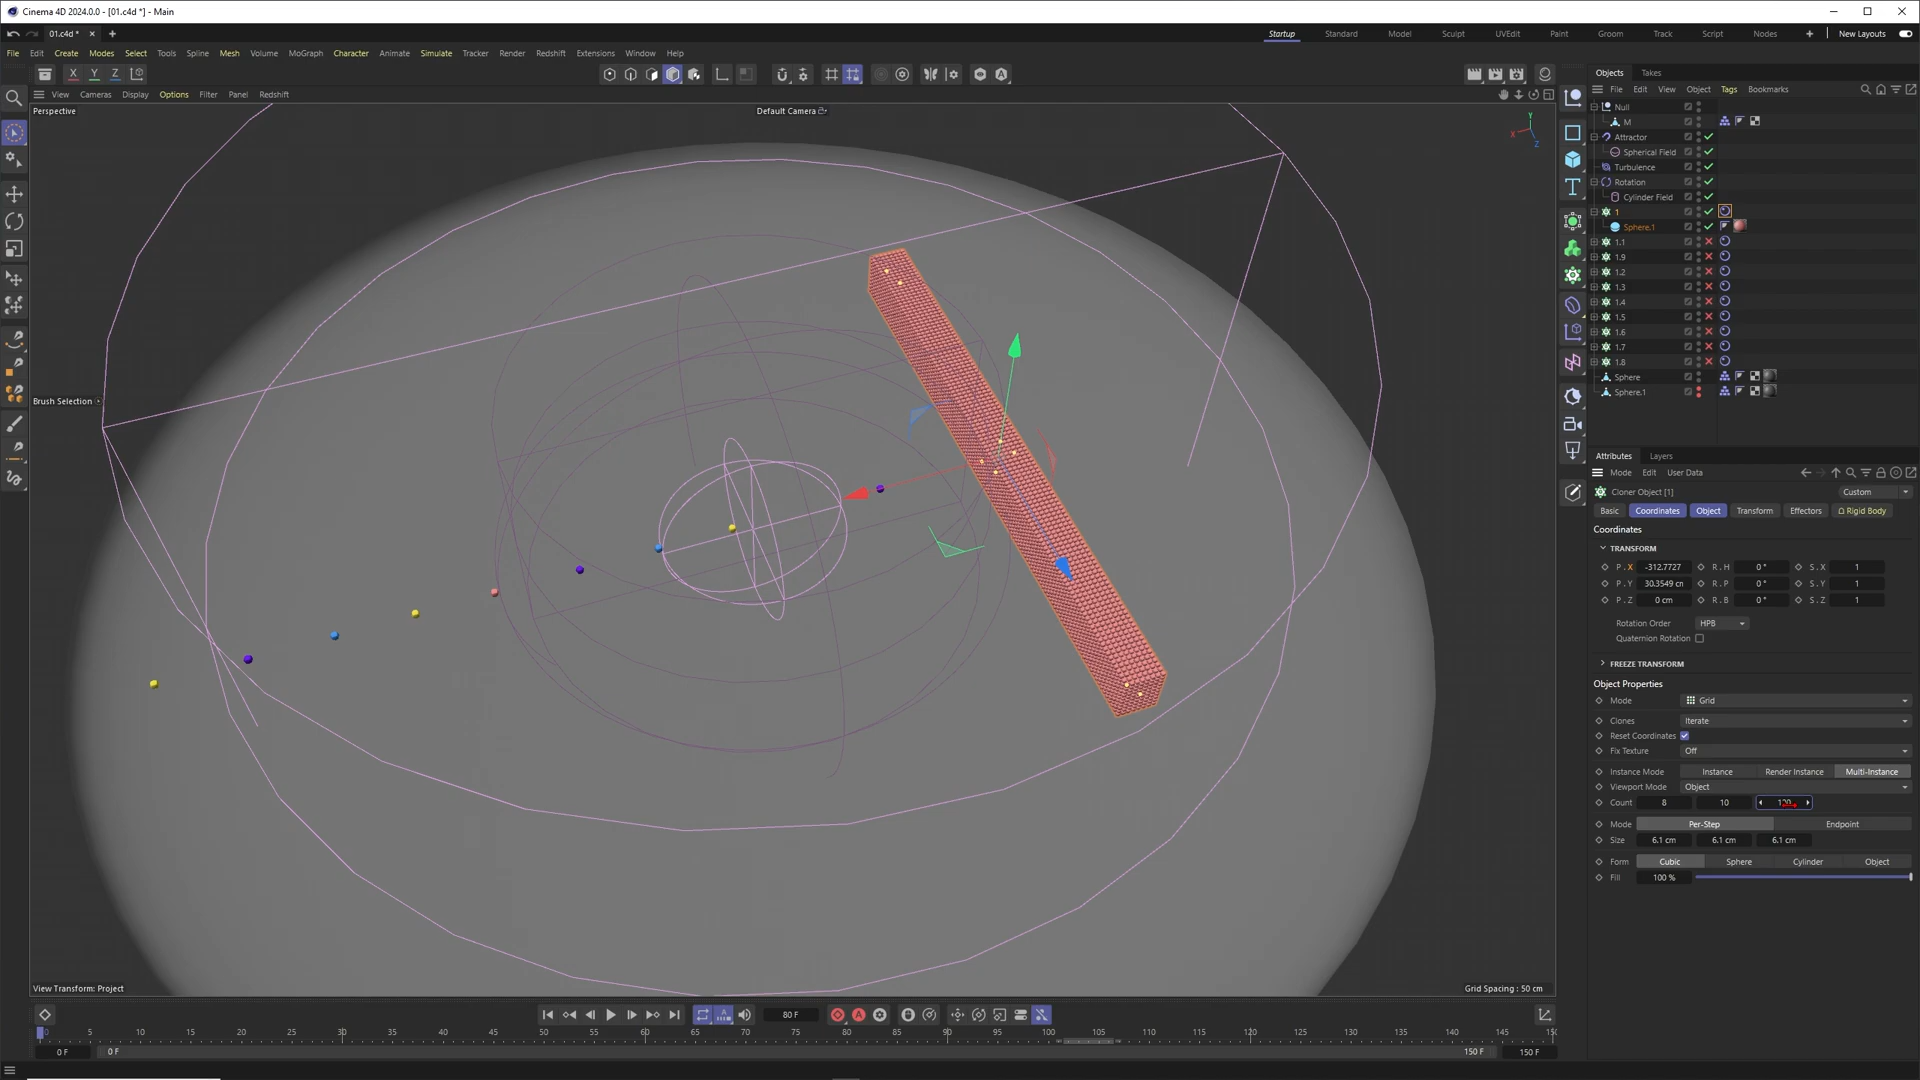 Cinema 4D 2024.0.0 - [01.c4d *] - Main
01.c4d *
Startup Standard Model Sculpt UVEdit Paint Groom Track Script Nodes New Layouts
File Edit Create Modes Select Tools Spline Mesh Volume MoGraph Character Animate Simulate Tracker Render Redshift Extensions Window Help
X Y Z
View Cameras Display Options Filter Panel Redshift
Perspective
Default Camera
Y
X
Z
Brush Selection
View Transform: Project
Grid Spacing : 50 cm
Objects Takes
File Edit View Object Tags Bookmarks
Null
M
Attractor
Spherical Field
Turbulence
Rotation
Cylinder Field
1
Sphere.1
1.1
1.9
1.2
1.3
1.4
1.5
1.6
1.7
1.8
Sphere
Sphere.1
Attributes Layers
Mode Edit User Data
Cloner Object [1] Custom
Basic Coordinates Object Transform Effectors Rigid Body
Coordinates
TRANSFORM
P . X -312.7727 R . H 0 ° S . X 1
P . Y 30.3549 cn R . P 0 ° S . Y 1
P . Z 0 cm R . B 0 ° S . Z 1
Rotation Order HPB
Quaternion Rotation
FREEZE TRANSFORM
Object Properties
Mode Grid
Clones Iterate
Reset Coordinates
Fix Texture Off
Instance Mode Instance Render Instance Multi-Instance
Viewport Mode Object
Count 8 10
Mode Per-Step Endpoint
Size 6.1 cm 6.1 cm 6.1 cm
Form Cubic Sphere Cylinder Object
Fill 100 %
80 F
0 5 10 15 20 25 30 35 40 45 50 55 60 65 70 75 80 85 90 95 100 105 110 115 120 125 130 135 140 145 150
0 F 0 F 150 F 150 F